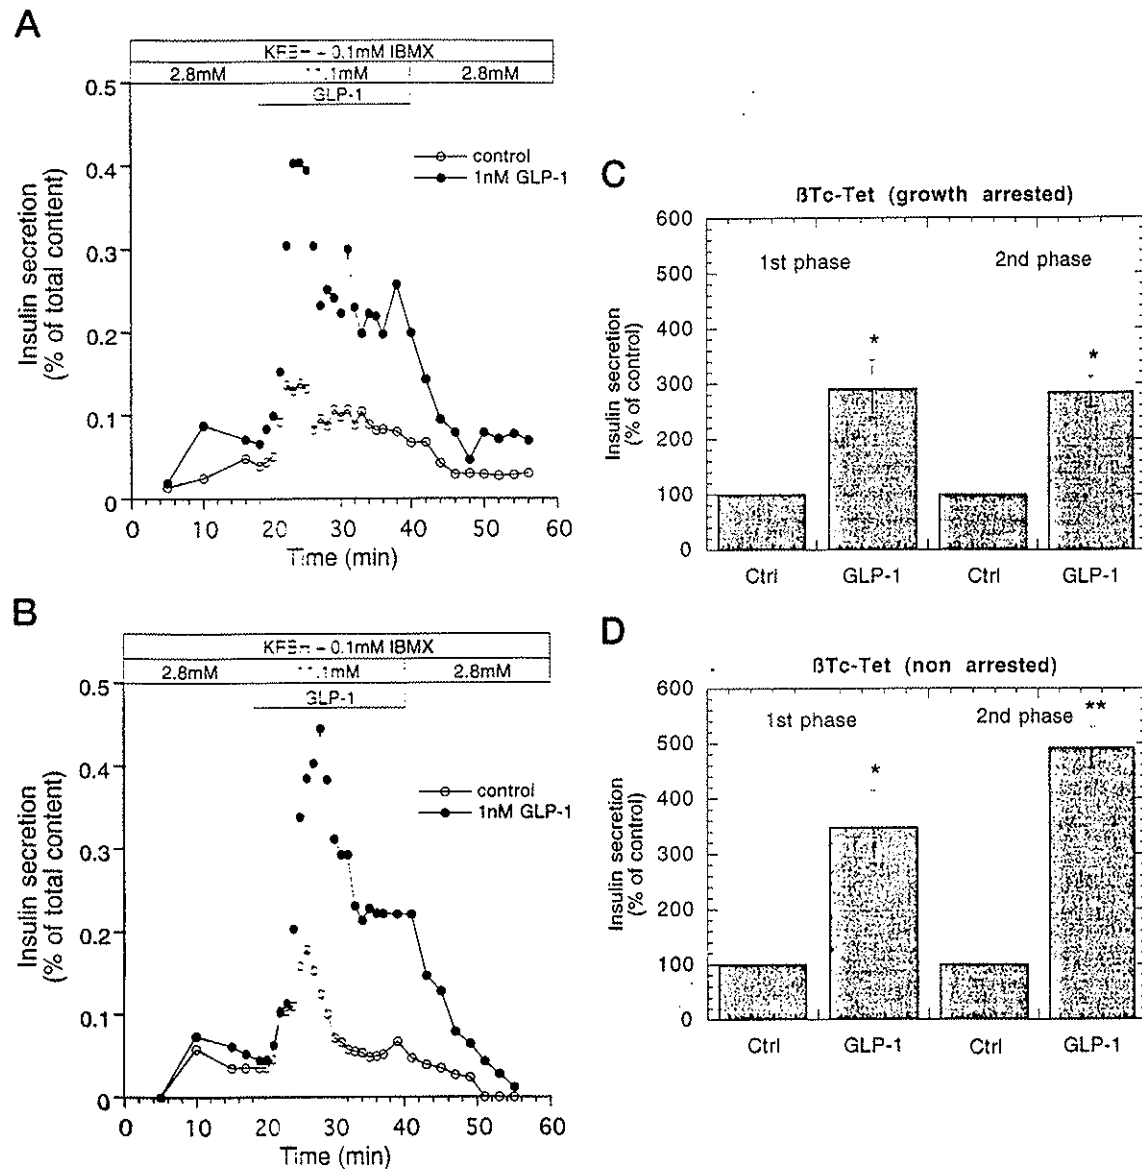 A
KREH – 0.1mM IBMX
2.8mM
11.1mM
2.8mM
GLP-1
0.5
0.4
0.3
0.2
0.1
0
Insulin secretion
(% of total content)
control
1nM GLP-1
0
10
20
30
40
50
60
Time (min)
B
2.8mM
11.1mM
2.8mM
GLP-1
0.5
0.4
0.3
0.2
0.1
0
Insulin secretion
(% of total content)
control
1nM GLP-1
0
10
20
30
40
50
60
Time (min)
C
ßTc-Tet (growth arrested)
600
500
400
300
200
100
0
Insulin secretion
(% of control)
1st phase
2nd phase
*
*
Ctrl
GLP-1
Ctrl
GLP-1
D
ßTc-Tet (non arrested)
600
500
400
300
200
100
0
Insulin secretion
(% of control)
1st phase
2nd phase
*
**
Ctrl
GLP-1
Ctrl
GLP-1